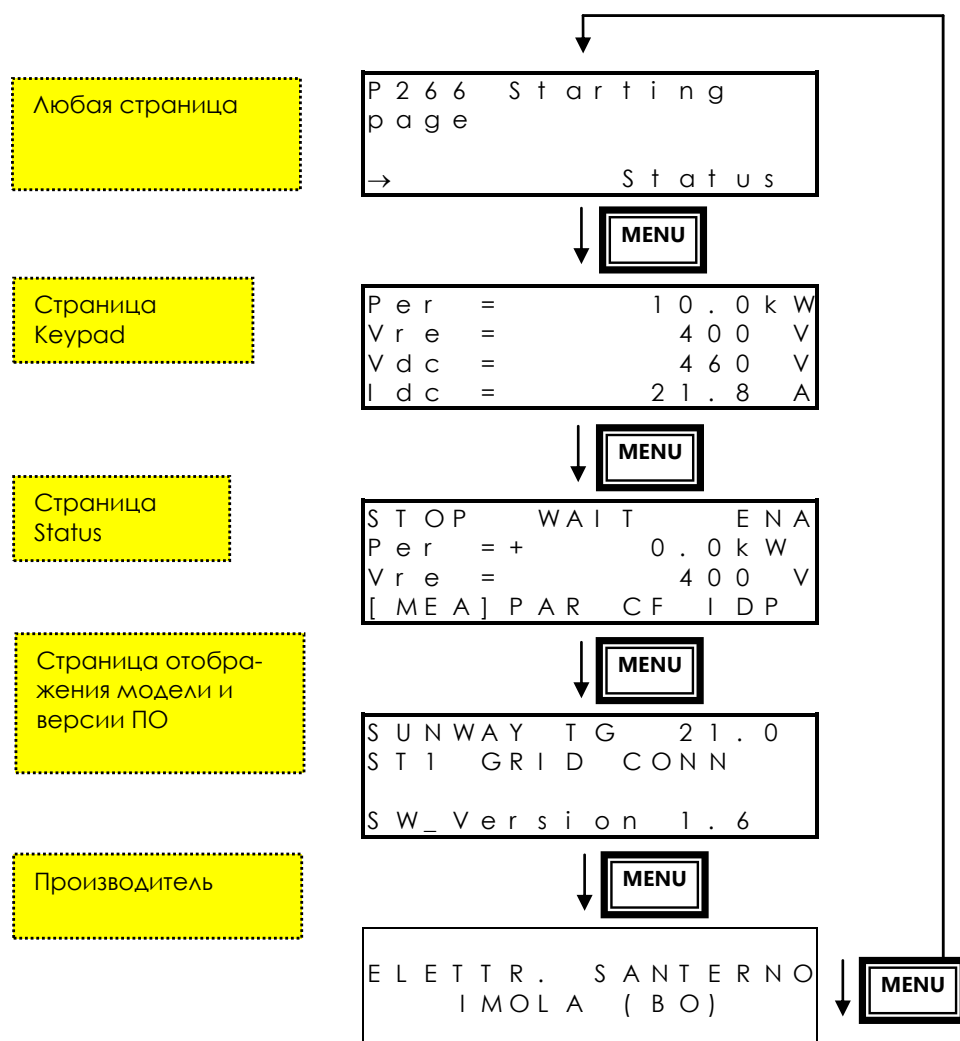 Любая страница
P266 Starting
page
→ Status
MENU
Страница
Keypad
Per = 10.0kW
Vre = 400 V
Vdc = 460 V
Idc = 21.8 A
MENU
Страница
Status
STOP WAIT ENA
Per =+ 0.0kW
Vre = 400 V
[MEA]PAR CF IDP
MENU
Страница отобра-
жения модели и
версии ПО
SUNWAY TG 21.0
ST1 GRID CONN
SW_Version 1.6
MENU
Производитель
ELETTR. SANTERNO
IMOLA (BO)
MENU